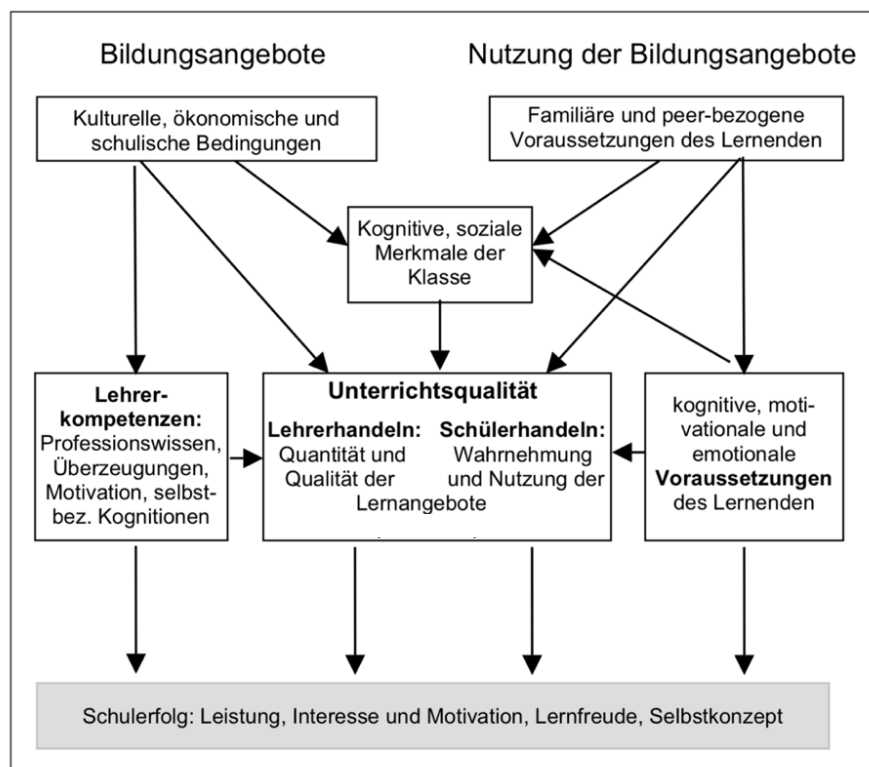 Bildungsangebote
Nutzung der Bildungsangebote
Kulturelle, ökonomische und
schulische Bedingungen
Familiäre und peer-bezogene
Voraussetzungen des Lernenden
Kognitive, soziale
Merkmale der
Klasse
Lehrer-
kompetenzen:
Professionswissen,
Überzeugungen,
Motivation, selbst-
bez. Kognitionen
Unterrichtsqualität
Lehrerhandeln:
Quantität und
Qualität der
Schülerhandeln:
Wahrnehmung
und Nutzung der
Lernangebote
kognitive, moti-
vationale und
emotionale
Voraussetzungen
des Lernenden
Schulerfolg: Leistung, Interesse und Motivation, Lernfreude, Selbstkonzept